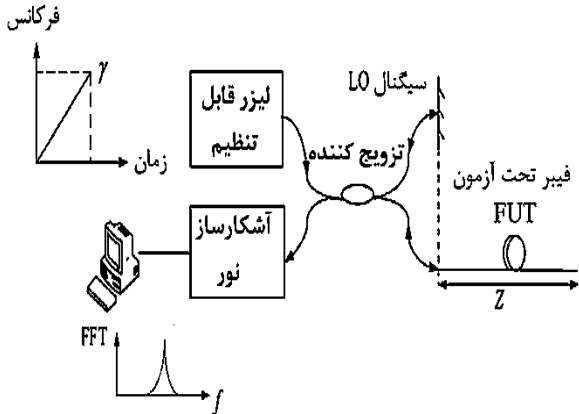 فرکانس
γ
زمان
لیزر قابل
تنظیم
سیگنال LO
تزویج کننده
فیبر تحت آزمون
FUT
Z
آشکارساز
نور
FFT
f